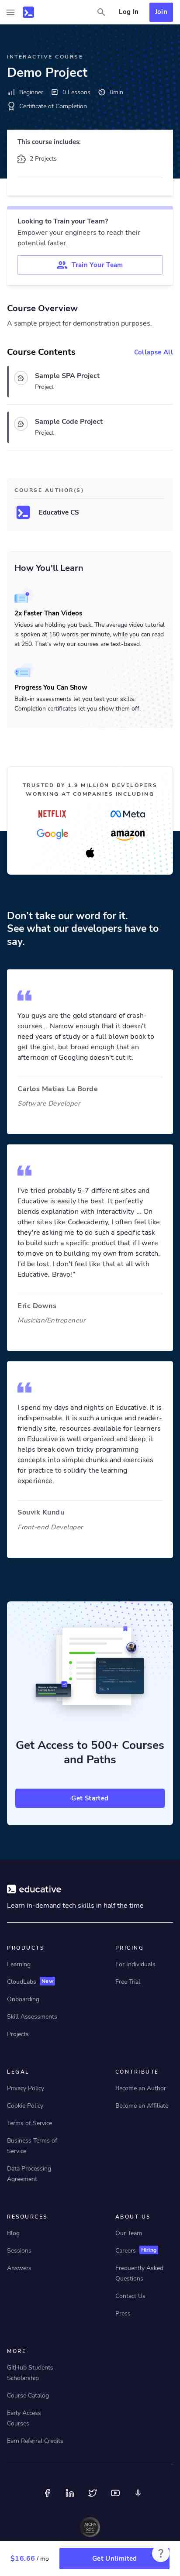 Log In
Join
INTERACTIVE COURSE
Demo Project
Beginner
0 Lessons
0min
Certificate of Completion
This course includes:
2 Projects
Looking to Train your Team?
Empower your engineers to reach their
potential faster.
Train Your Team
Course Overview
A sample project for demonstration purposes.
Course Contents
Collapse All
Sample SPA Project
Project
Sample Code Project
Project
COURSE AUTHOR(S)
Educative CS
How You'll Learn
2x Faster Than Videos
Videos are holding you back. The average video tutorial
is spoken at 150 words per minute, while you can read
at 250. That's why our courses are text-based.
Progress You Can Show
Built-in assessments let you test your skills.
Completion certificates let you show them off.
TRUSTED BY 1.9 MILLION DEVELOPERS
WORKING AT COMPANIES INCLUDING
NETFLIX
Meta
Google
amazon
Don't take our word for it.
See what our developers have to
say.
You guys are the gold standard of crash-
courses... Narrow enough that it doesn't
need years of study or a full blown book to
get the gist, but broad enough that an
afternoon of Googling doesn't cut it.
Carlos Matias La Borde
Software Developer
I've tried probably 5-7 different sites and
Educative is easily the best. It perfectly
blends explanation with interactivity ... On
other sites like Codecademy, I often feel like
they're asking me to do such a specific task
to build such a specific product that if I were
to move on to building my own from scratch,
I'd be lost. I don't feel like that at all with
Educative. Bravo!"
Eric Downs
Musician/Entrepeneur
I spend my days and nights on Educative. It is
indispensable. It is such a unique and reader-
friendly site, resources available for learners
on Educative is well organized and deep, it
helps break down tricky programming
concepts into simple chunks and exercises
for practice to solidify the learning
experience.
Souvik Kundu
Front-end Developer
Get Access to 500+ Courses
and Paths
Get Started
educative
Learn in-demand tech skills in half the time
PRODUCTS
Learning
CloudLabs New
Onboarding
Skill Assessments
Projects
PRICING
For Individuals
Free Trial
LEGAL
Privacy Policy
Cookie Policy
Terms of Service
Business Terms of
Service
Data Processing
Agreement
CONTRIBUTE
Become an Author
Become an Affiliate
RESOURCES
Blog
Sessions
Answers
ABOUT US
Our Team
Careers Hiring
Frequently Asked
Questions
Contact Us
Press
MORE
GitHub Students
Scholarship
Course Catalog
Early Access
Courses
Earn Referral Credits
$16.66 / mo
Get Unlimited
?